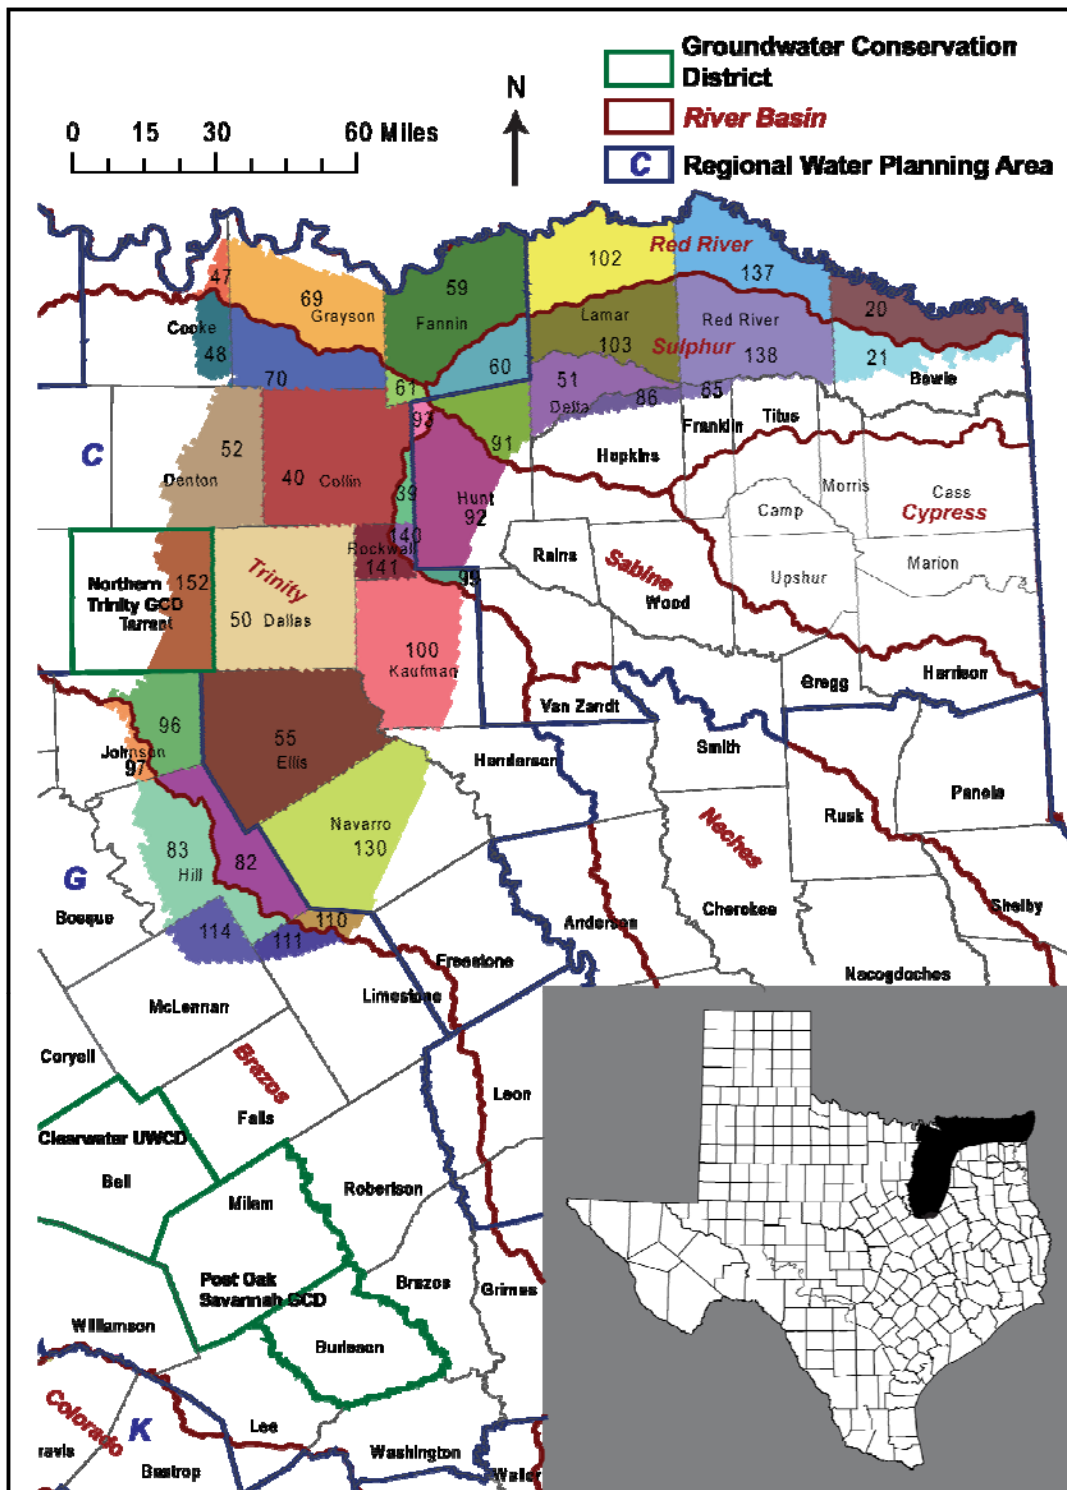 Groundwater Conservation
District
River Basin
C Regional Water Planning Area
N
0 15 30 60 Miles
Red River
102
137
47
59
69
Grayson
20
Fannin
Lamar
Red River
Cooke
103
Sulphur
138
21
48
60
70
61
51
65
Bowie
86
Delta
93
Titus
Franklin
91
C
52
Hopkins
Denton
40
Collin
39
Hunt
92
Morris
Cass
Camp
Cypress
140
Rockwall
141
Rains
Sabine
Marion
Northern
Trinity GCD
Tarrant
152
Trinity
99
Upshur
Wood
50 Dallas
100
Kaufman
Gregg
Harrison
Van Zandt
96
Johnson
97
55
Ellis
Smith
Henderson
Panola
Rusk
Navarro
130
Neches
83
Hill
82
G
Bosque
110
114
111
Anderson
Cherokee
Shelby
Freestone
Nacogdoches
Limestone
McLennan
Coryell
Brazos
Leon
Falls
Clearwater UWCD
Bell
Milam
Robertson
Post Oak
Savannah GCD
Brazos
Grimes
Williamson
Burleson
Colorado
K
Lee
ravis
Bastrop
Washington
Waller